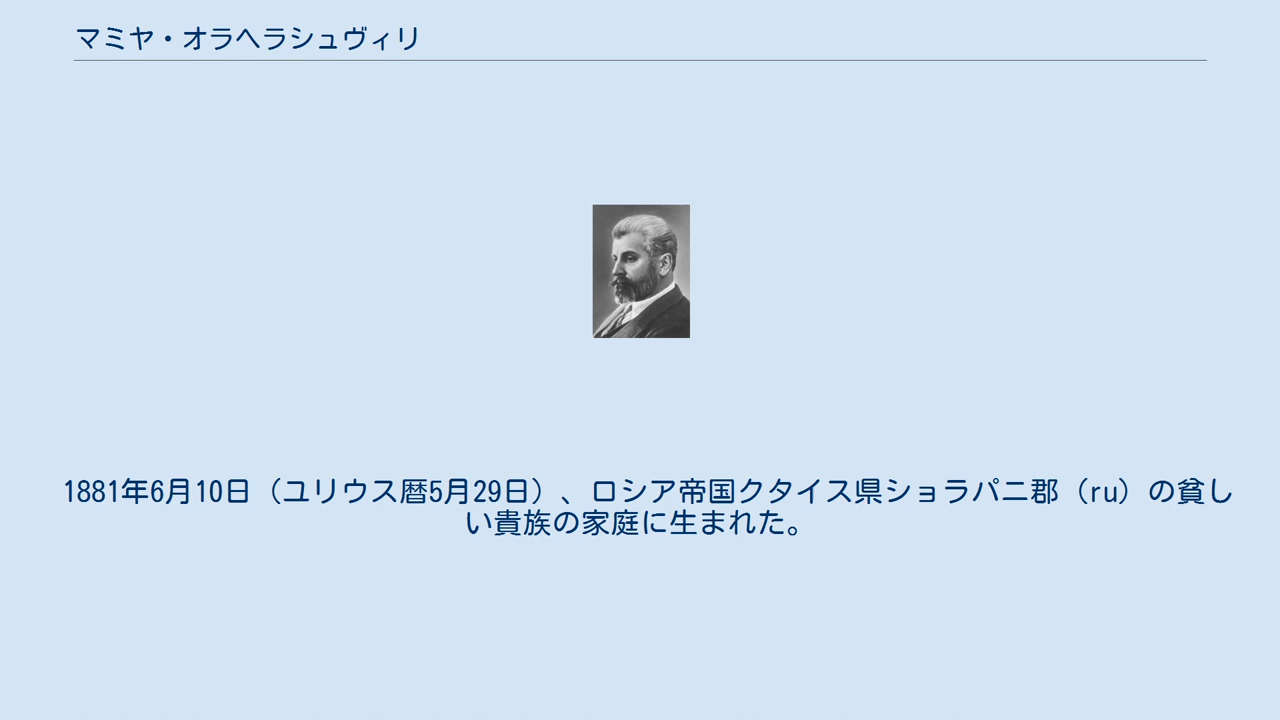 マミヤ・オラヘラシュヴィリ
1881年6月10日（ユリウス暦5月29日）、ロシア帝国クタイス県ショラパニ郡（ru）の貧し
い貴族の家庭に生まれた。